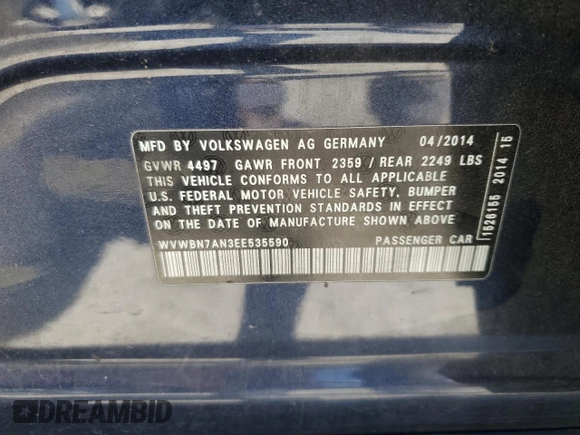 MFD BY VOLKSWAGEN AG GERMANY 04/2014
GVWR 4497 GAWR FRONT 2359 / REAR 2249 LBS
THIS VEHICLE CONFORMS TO ALL APPLICABLE
U.S. FEDERAL MOTOR VEHICLE SAFETY, BUMPER
AND THEFT PREVENTION STANDARDS IN EFFECT
ON THE DATE OF MANUFACTURE SHOWN ABOVE
WVWBN7AN3EE535590 PASSENGER CAR
1526155 2014 15
DREAMBID